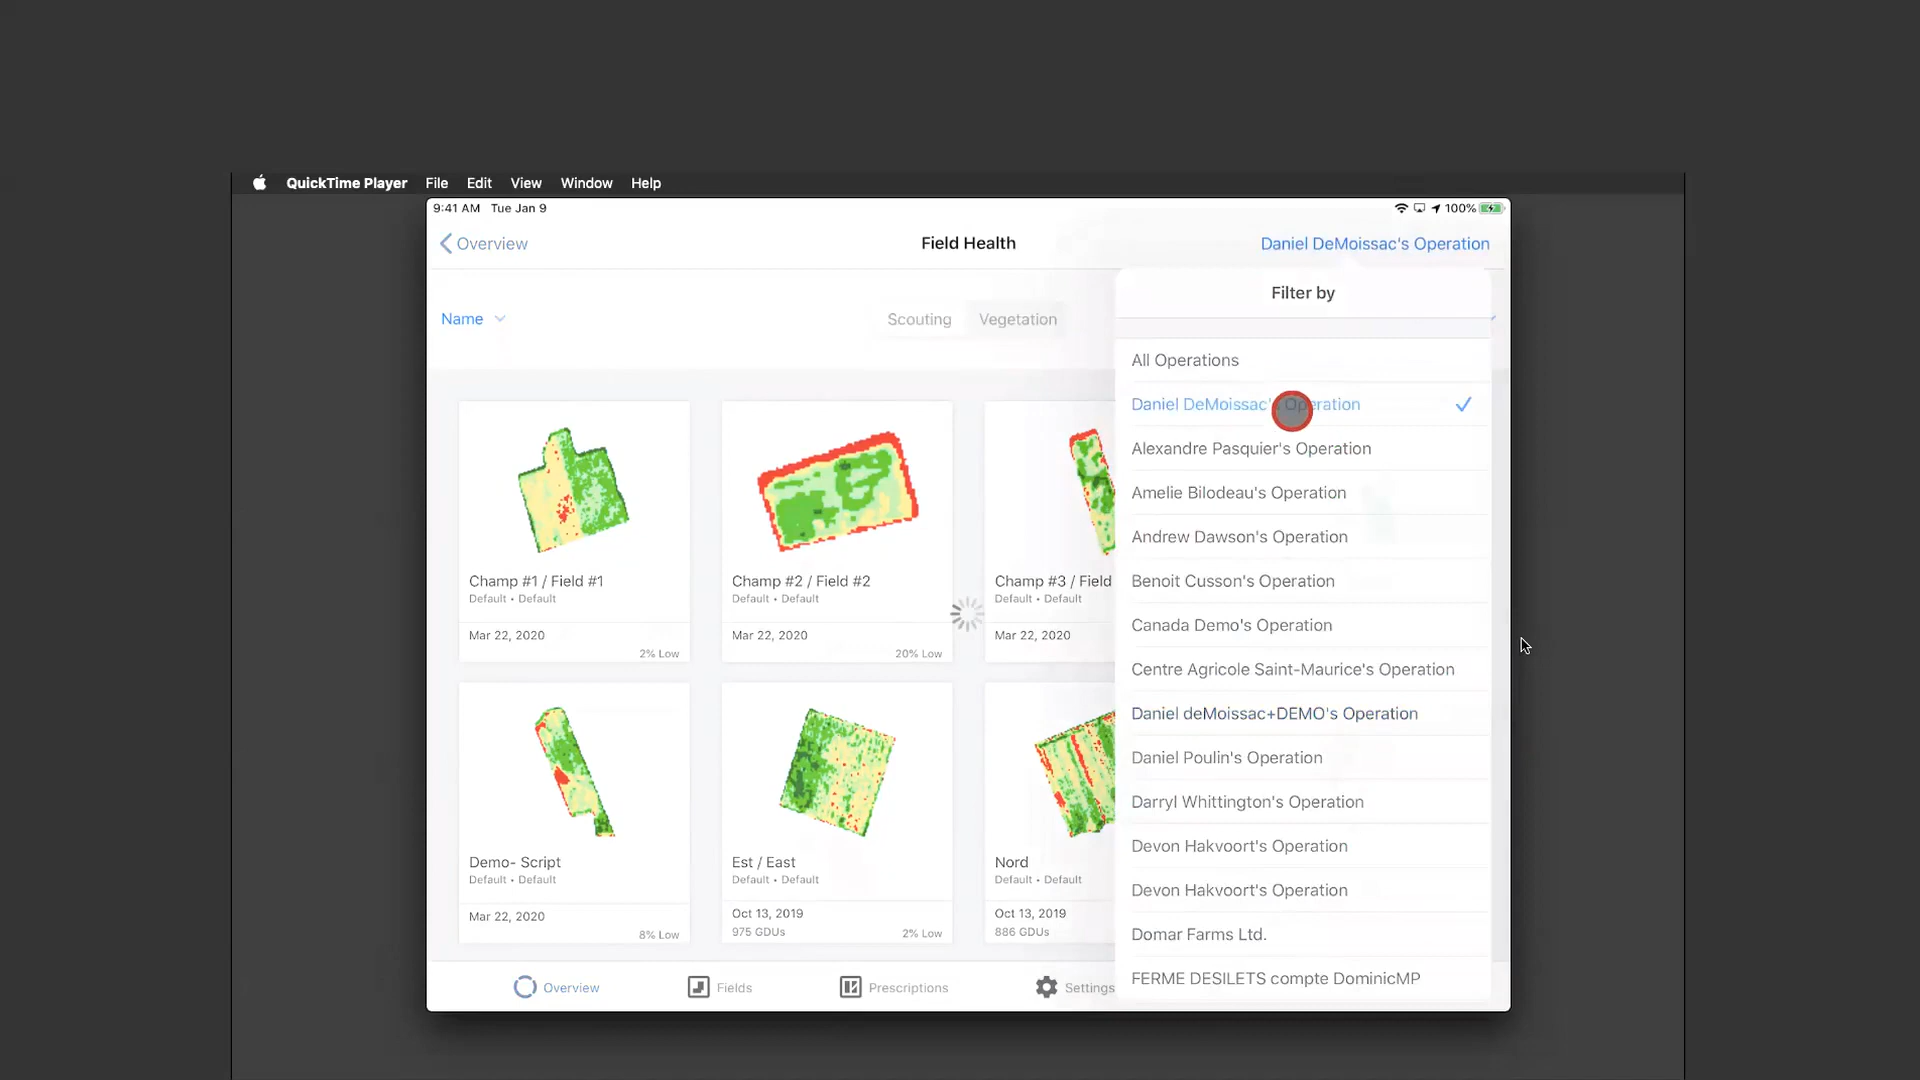 QuickTime Player File Edit View Window Help
9:41 AM Tue Jan 9
100%
Overview
Field Health
Daniel DeMoissac's Operation
Name
Scouting
Vegetation
Filter by
All Operations
Daniel DeMoissac's Operation
Alexandre Pasquier's Operation
Amelie Bilodeau's Operation
Andrew Dawson's Operation
Benoit Cusson's Operation
Canada Demo's Operation
Centre Agricole Saint-Maurice's Operation
Daniel deMoissac+DEMO's Operation
Daniel Poulin's Operation
Darryl Whittington's Operation
Devon Hakvoort's Operation
Devon Hakvoort's Operation
Domar Farms Ltd.
FERME DESILETS compte DominicMP
Champ #1 / Field #1
Default • Default
Mar 22, 2020
2% Low
Champ #2 / Field #2
Default • Default
Mar 22, 2020
20% Low
Champ #3 / Field
Default • Default
Mar 22, 2020
Demo- Script
Default • Default
Mar 22, 2020
8% Low
Est / East
Default • Default
Oct 13, 2019
975 GDUs
2% Low
Nord
Default • Default
Oct 13, 2019
886 GDUs
Overview
Fields
Prescriptions
Settings